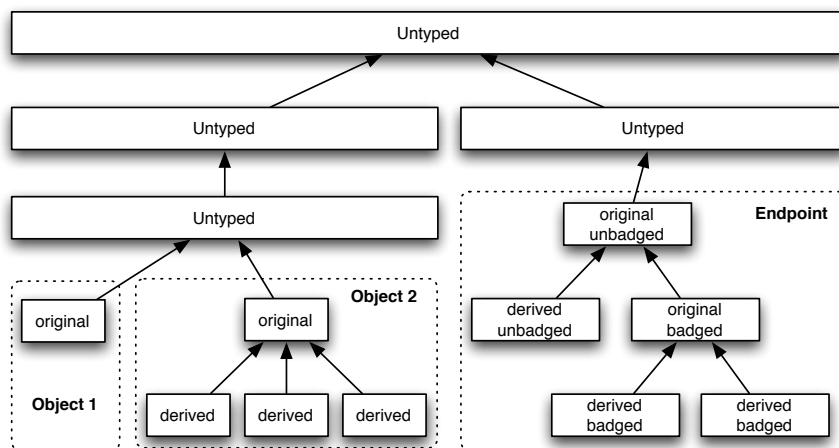 Untyped
Untyped
Untyped
Untyped
Endpoint
original
unbadged
Object 2
original
original
derived
unbadged
original
badged
Object 1
derived
derived
derived
derived
badged
derived
badged